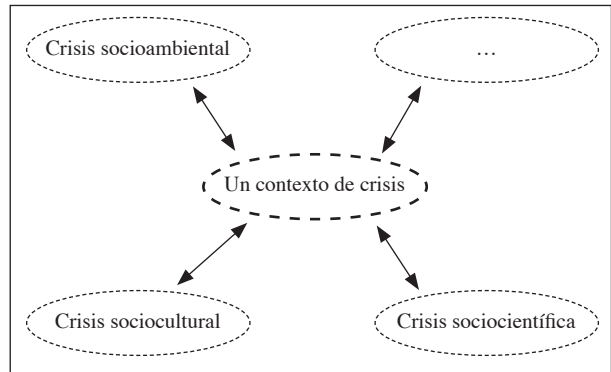 Crisis socioambiental
…
Un contexto de crisis
Crisis sociocultural
Crisis sociocientífica